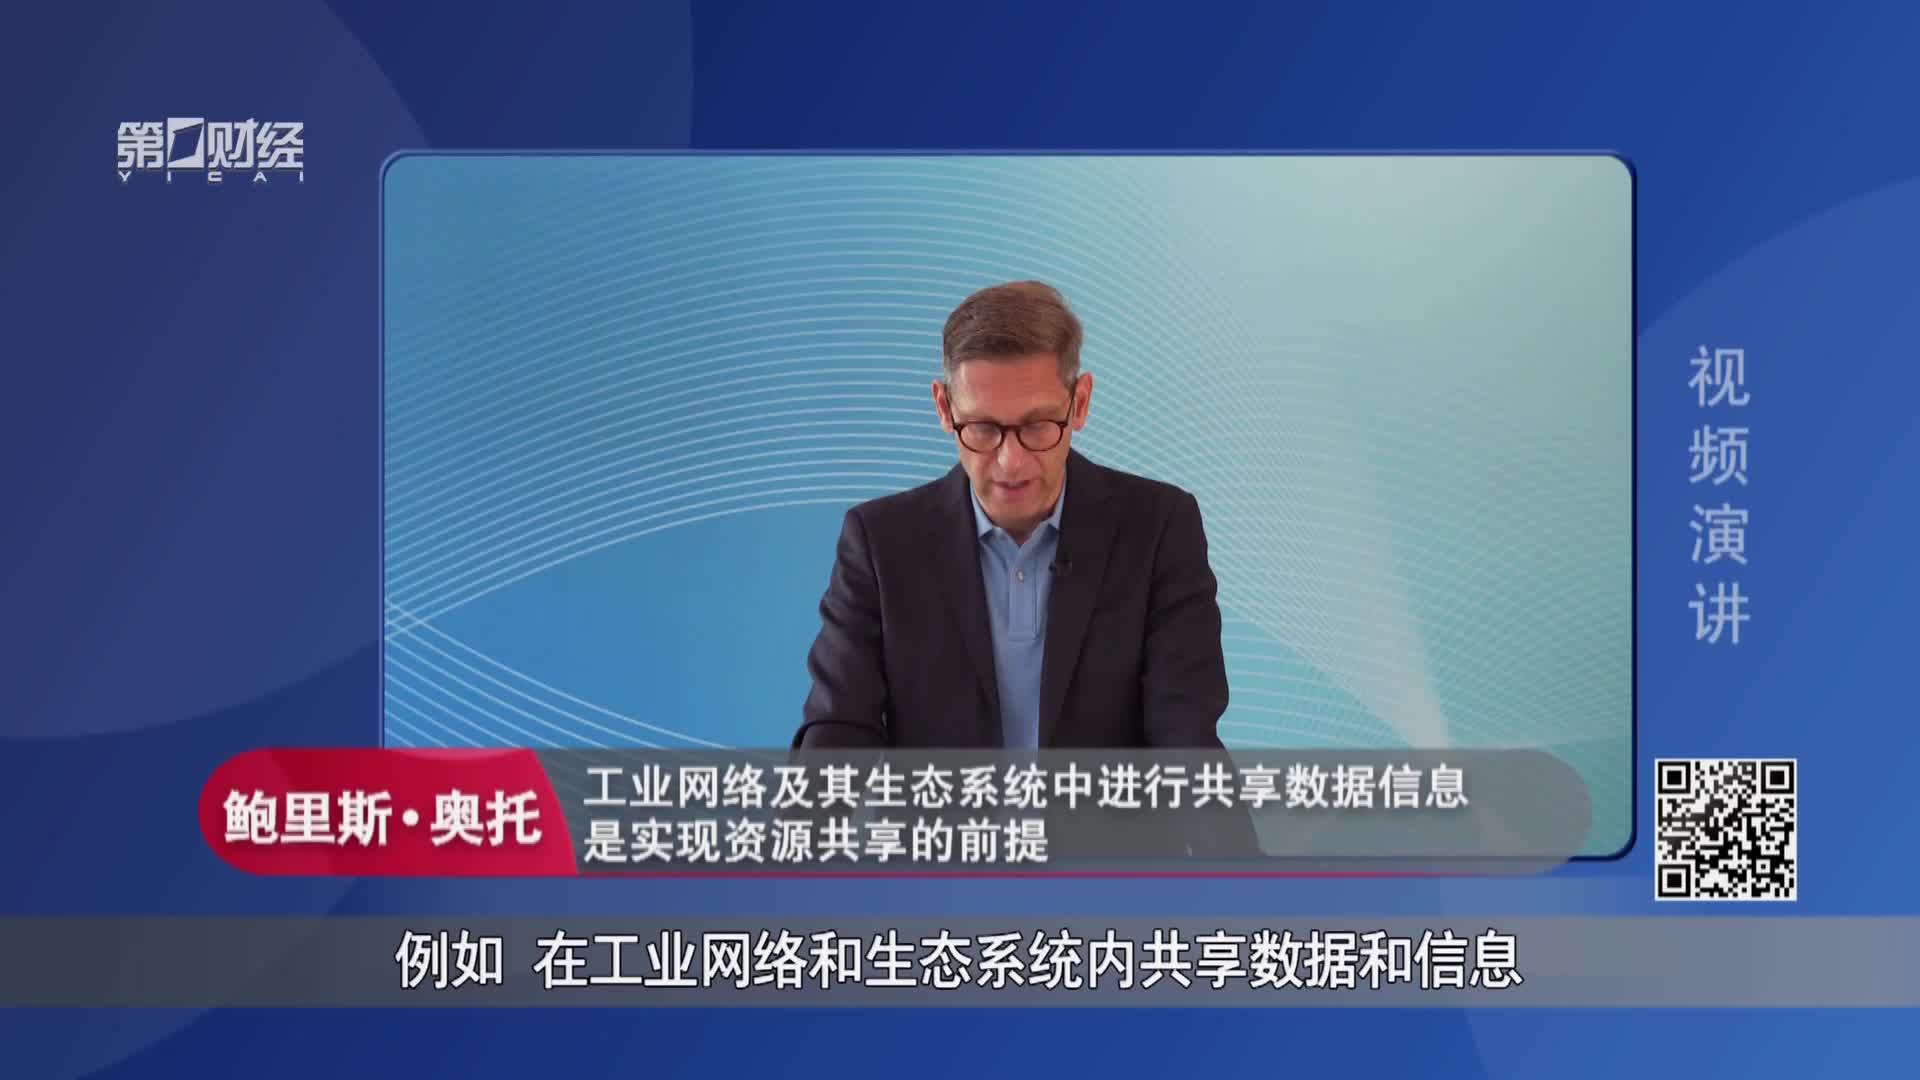 第一财经
YICAI
视频演讲
鲍里斯·奥托
工业网络及其生态系统中进行共享数据信息
是实现资源共享的前提
例如 在工业网络和生态系统内共享数据和信息